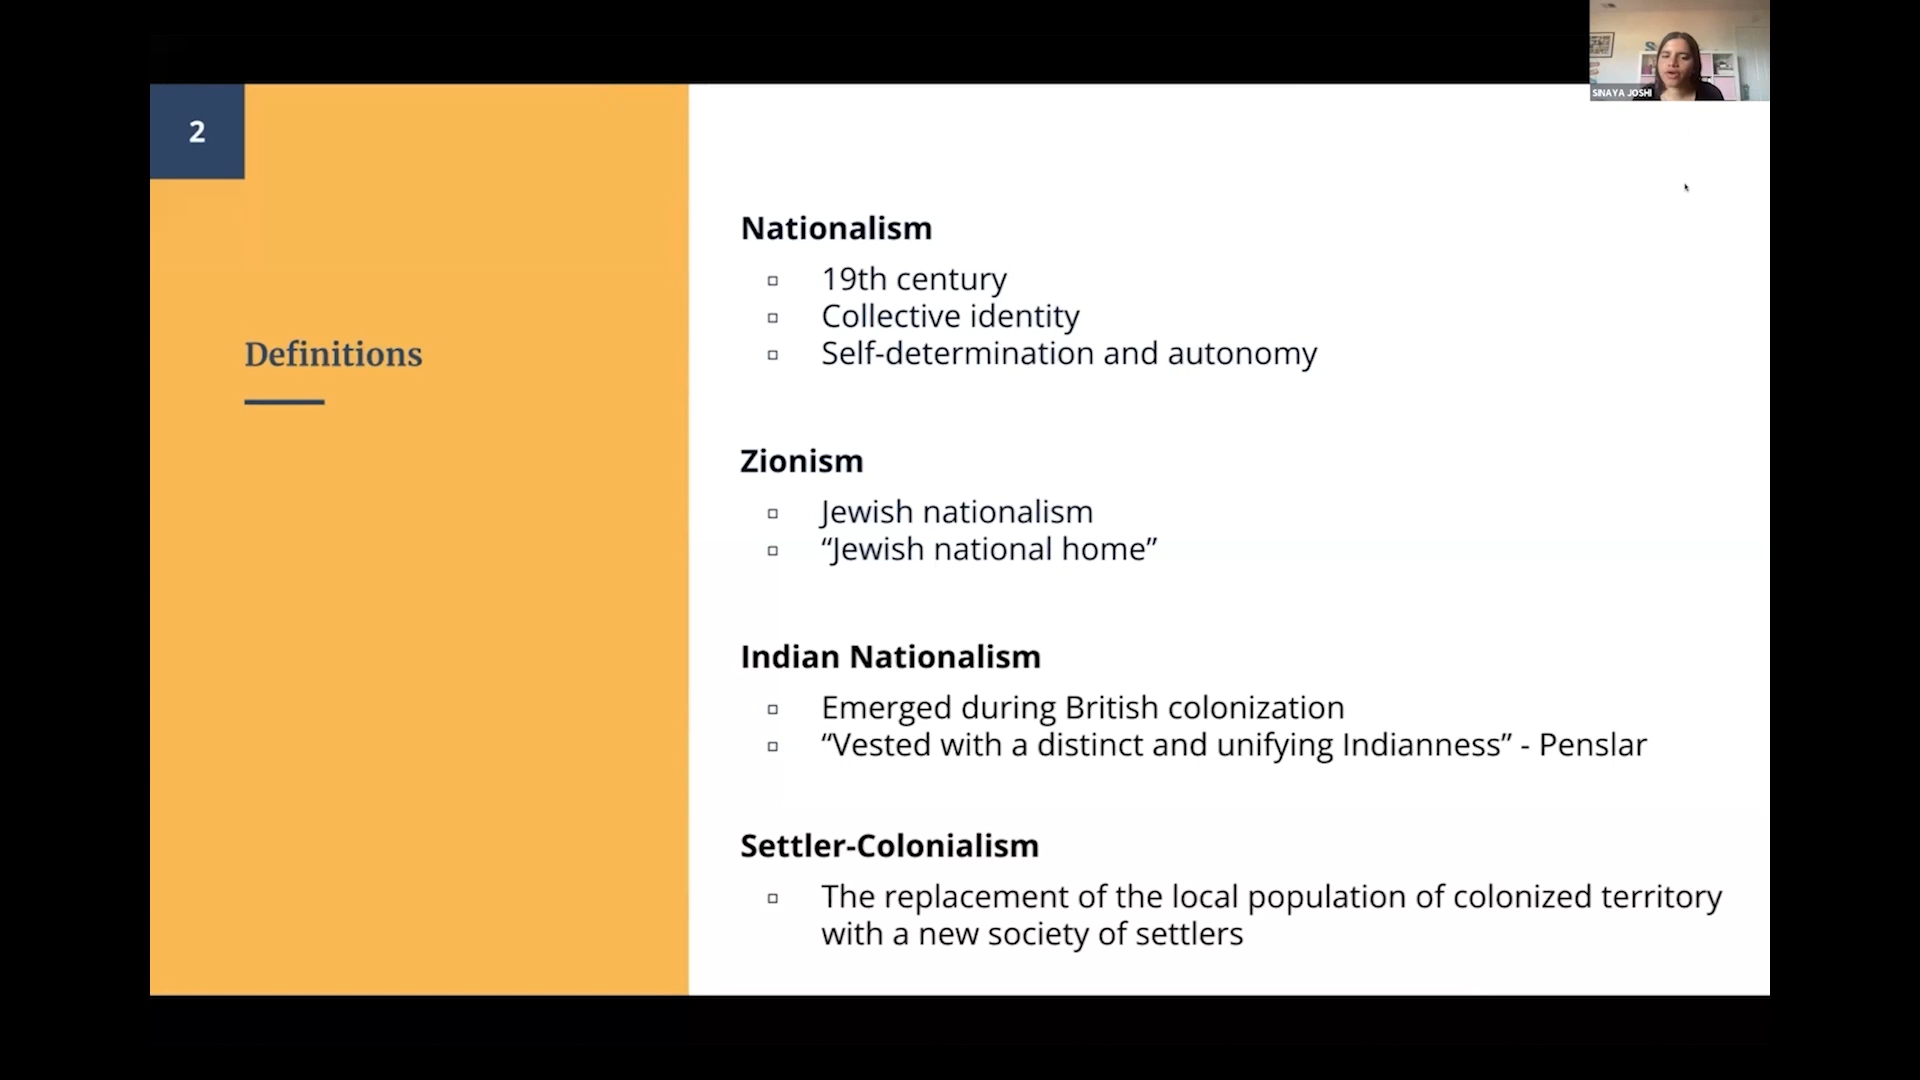 SINAYA JOSHI
2
Definitions
Nationalism
19th century
Collective identity
Self-determination and autonomy
Zionism
Jewish nationalism
“Jewish national home”
Indian Nationalism
Emerged during British colonization
“Vested with a distinct and unifying Indianness” - Penslar
Settler-Colonialism
The replacement of the local population of colonized territory
with a new society of settlers